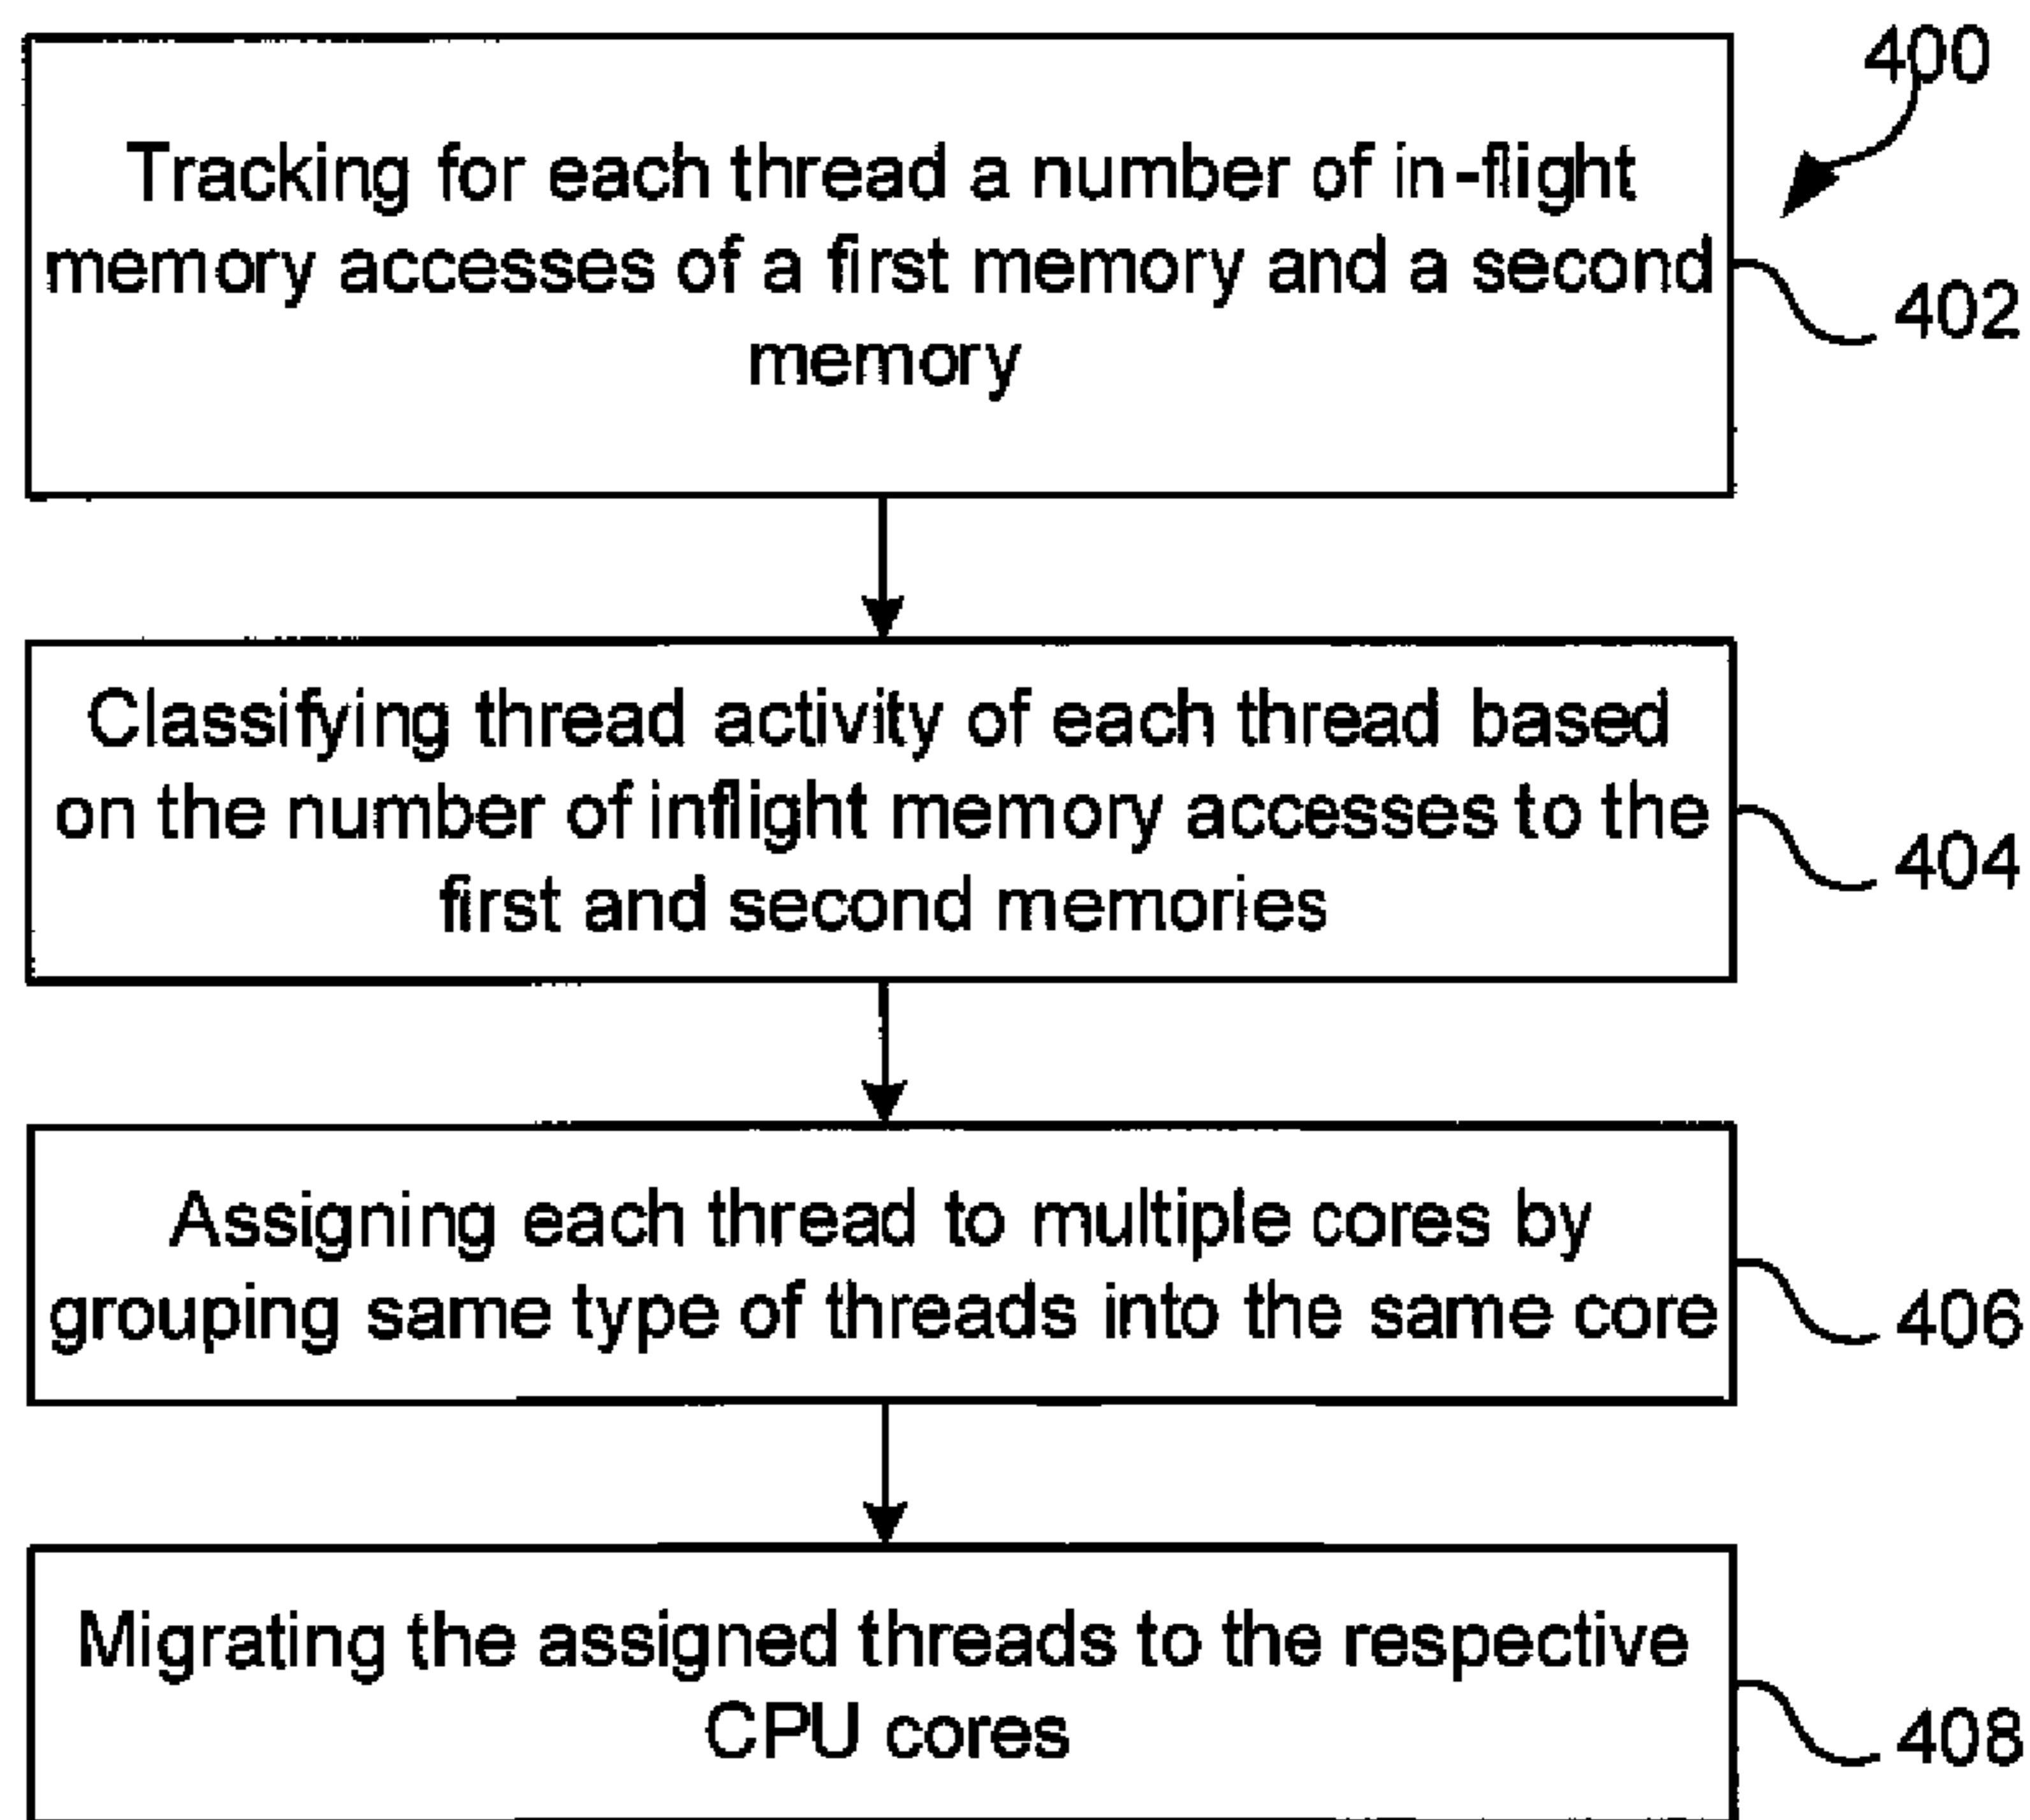 400
Tracking for each thread a number of in-flight
memory accesses of a first memory and a second
memory
402
Classifying thread activity of each thread based
on the number of inflight memory accesses to the
first and second memories
404
Assigning each thread to multiple cores by
grouping same type of threads into the same core
406
Migrating the assigned threads to the respective
CPU cores
408